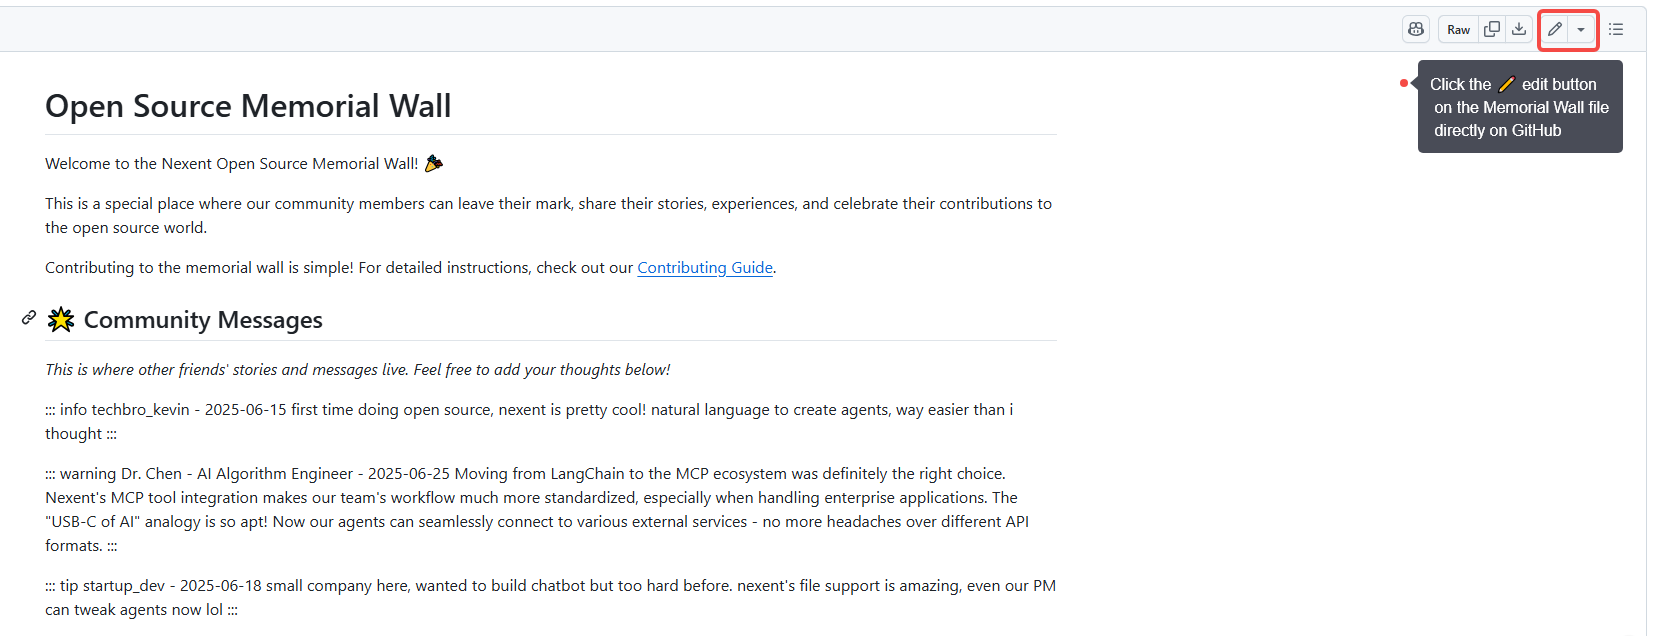 Raw
Click the ✏️ edit button
on the Memorial Wall file
directly on GitHub
Open Source Memorial Wall
Welcome to the Nexent Open Source Memorial Wall! 🎉
This is a special place where our community members can leave their mark, share their stories, experiences, and celebrate their contributions to
the open source world.
Contributing to the memorial wall is simple! For detailed instructions, check out our Contributing Guide.
🌟 Community Messages
This is where other friends' stories and messages live. Feel free to add your thoughts below!
::: info techbro_kevin - 2025-06-15 first time doing open source, nexent is pretty cool! natural language to create agents, way easier than i
thought :::
::: warning Dr. Chen - AI Algorithm Engineer - 2025-06-25 Moving from LangChain to the MCP ecosystem was definitely the right choice.
Nexent's MCP tool integration makes our team's workflow much more standardized, especially when handling enterprise applications. The
"USB-C of AI" analogy is so apt! Now our agents can seamlessly connect to various external services - no more headaches over different API
formats. :::
::: tip startup_dev - 2025-06-18 small company here, wanted to build chatbot but too hard before. nexent's file support is amazing, even our PM
can tweak agents now lol :::